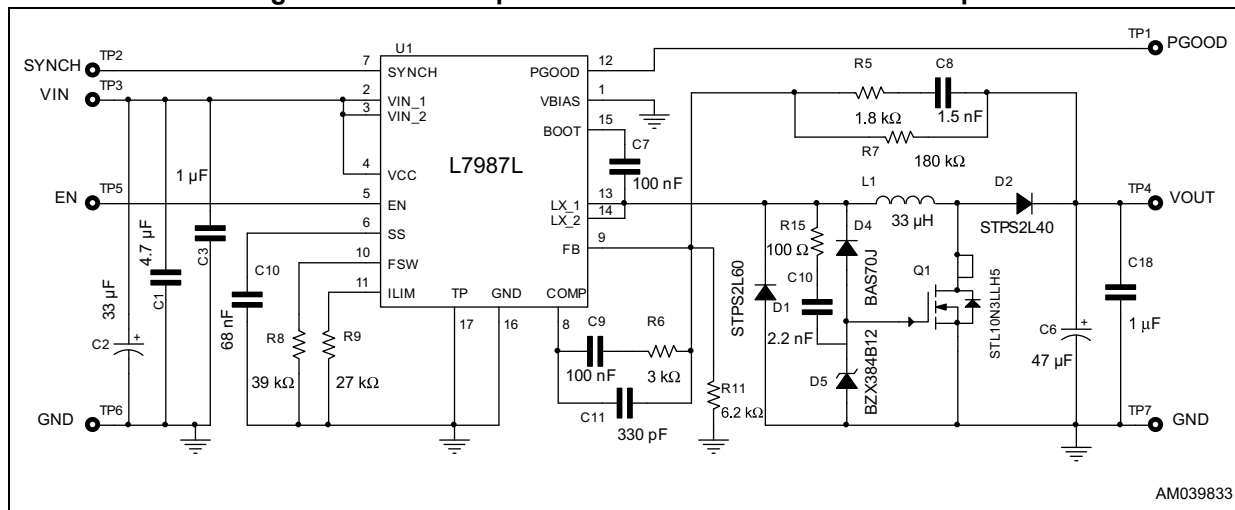 U1
TP1
PGOOD
SYNCH
TP2
7
SYNCH
PGOOD
12
VIN
TP3
2
VIN_1
3
VIN_2
VBIAS
1
BOOT
15
R5
C8
1.8 kΩ
1.5 nF
R7
180 kΩ
C7
100 nF
4
VCC
L7987L
1 µF
EN
TP5
5
EN
LX_1
13
LX_2
14
L1
33 µH
D2
STPS2L40
TP4
VOUT
6
SS
FB
9
R15
100 Ω
D4
BAS70J
4.7 µF
C1
C3
C10
68 nF
10
FSW
11
ILIM
TP
GND
COMP
17
16
8
STPS2L60
D1
C10
2.2 nF
Q1
STL10N3LLH5
C18
1 µF
33 µF
C2
+
R8
39 kΩ
R9
27 kΩ
C9
100 nF
R6
3 kΩ
C11
330 pF
R11
6.2 kΩ
D5
BZX384B12
C6
+
47 µF
GND
TP6
TP7
GND
AM039833